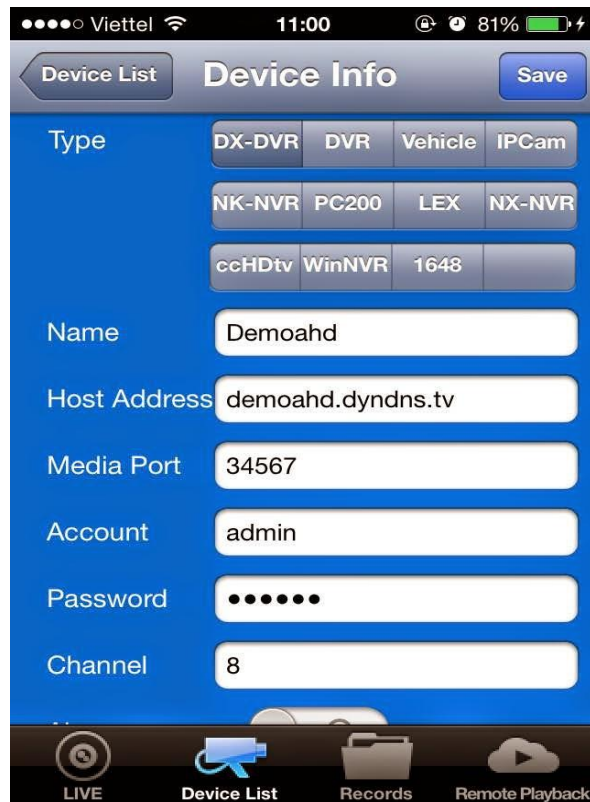 Viettel 11:00 81%
Device List Device Info Save
Type DX-DVR DVR Vehicle IPCam
NK-NVR PC200 LEX NX-NVR
ccHDtv WinNVR 1648
Name Demoahd
Host Address demoahd.dyndns.tv
Media Port 34567
Account admin
Password ••••••
Channel 8
LIVE Device List Records Remote Playback